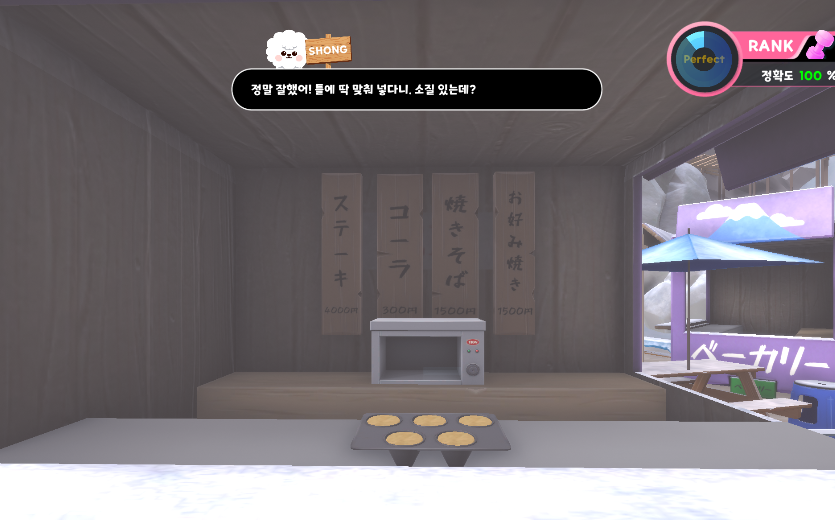 SHONG
정말 잘했어! 틀에 딱 맞춰 넣다니, 소질 있는데?
Perfect
RANK
정확도 100 %
ステーキ
コーラ
焼きそば
お好み焼き
ベーカリー